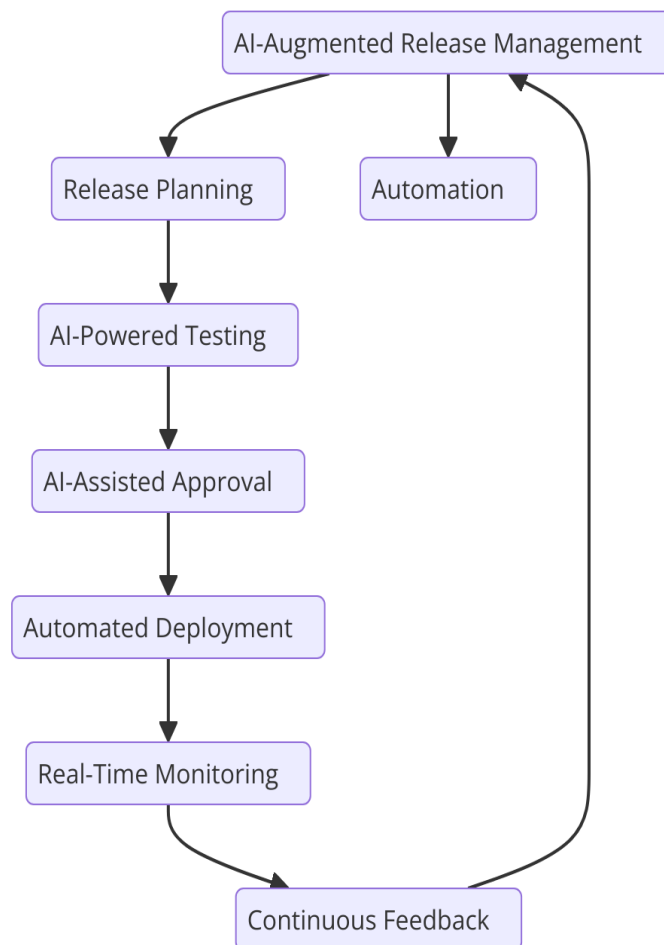 AI-Augmented Release Management
Release Planning
Automation
AI-Powered Testing
AI-Assisted Approval
Automated Deployment
Real-Time Monitoring
Continuous Feedback